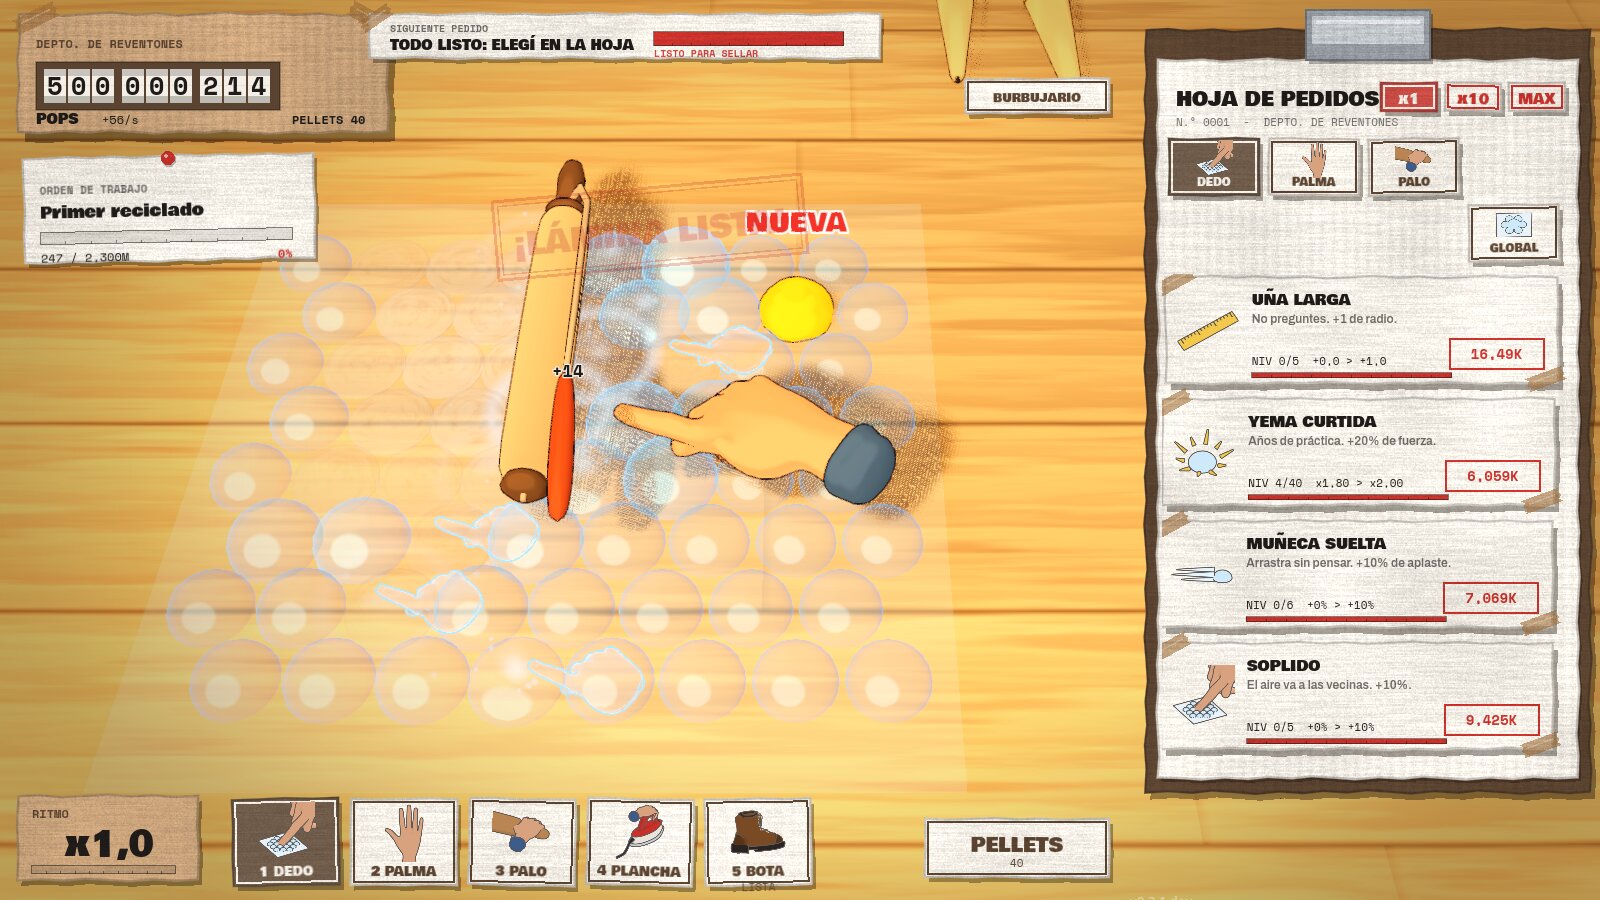 DEPTO. DE REVENTONES
500 000 214
POPS +56/s PELLETS 40
SIGUIENTE PEDIDO
TODO LISTO: ELEGÍ EN LA HOJA
LISTO PARA SELLAR
BURBUJARIO
ORDEN DE TRABAJO
Primer reciclado
247 / 2,300M 0%
NUEVA
+14
HOJA DE PEDIDOS
x1 x10 MAX
N.° 0001 - DEPTO. DE REVENTONES
DEDO PALMA PALO
GLOBAL
UÑA LARGA
No preguntes. +1 de radio.
NIV 0/5 +0,0 > +1,0
16,49K
YEMA CURTIDA
Años de práctica. +20% de fuerza.
NIV 4/40 x1,80 > x2,00
6,059K
MUÑECA SUELTA
Arrastra sin pensar. +10% de aplaste.
NIV 0/6 +0% > +10%
7,069K
SOPLIDO
El aire va a las vecinas. +10%.
NIV 0/5 +0% > +10%
9,425K
RITMO
x1,0
1 DEDO
2 PALMA
3 PALO
4 PLANCHA
5 BOTA
LISTA
PELLETS
40